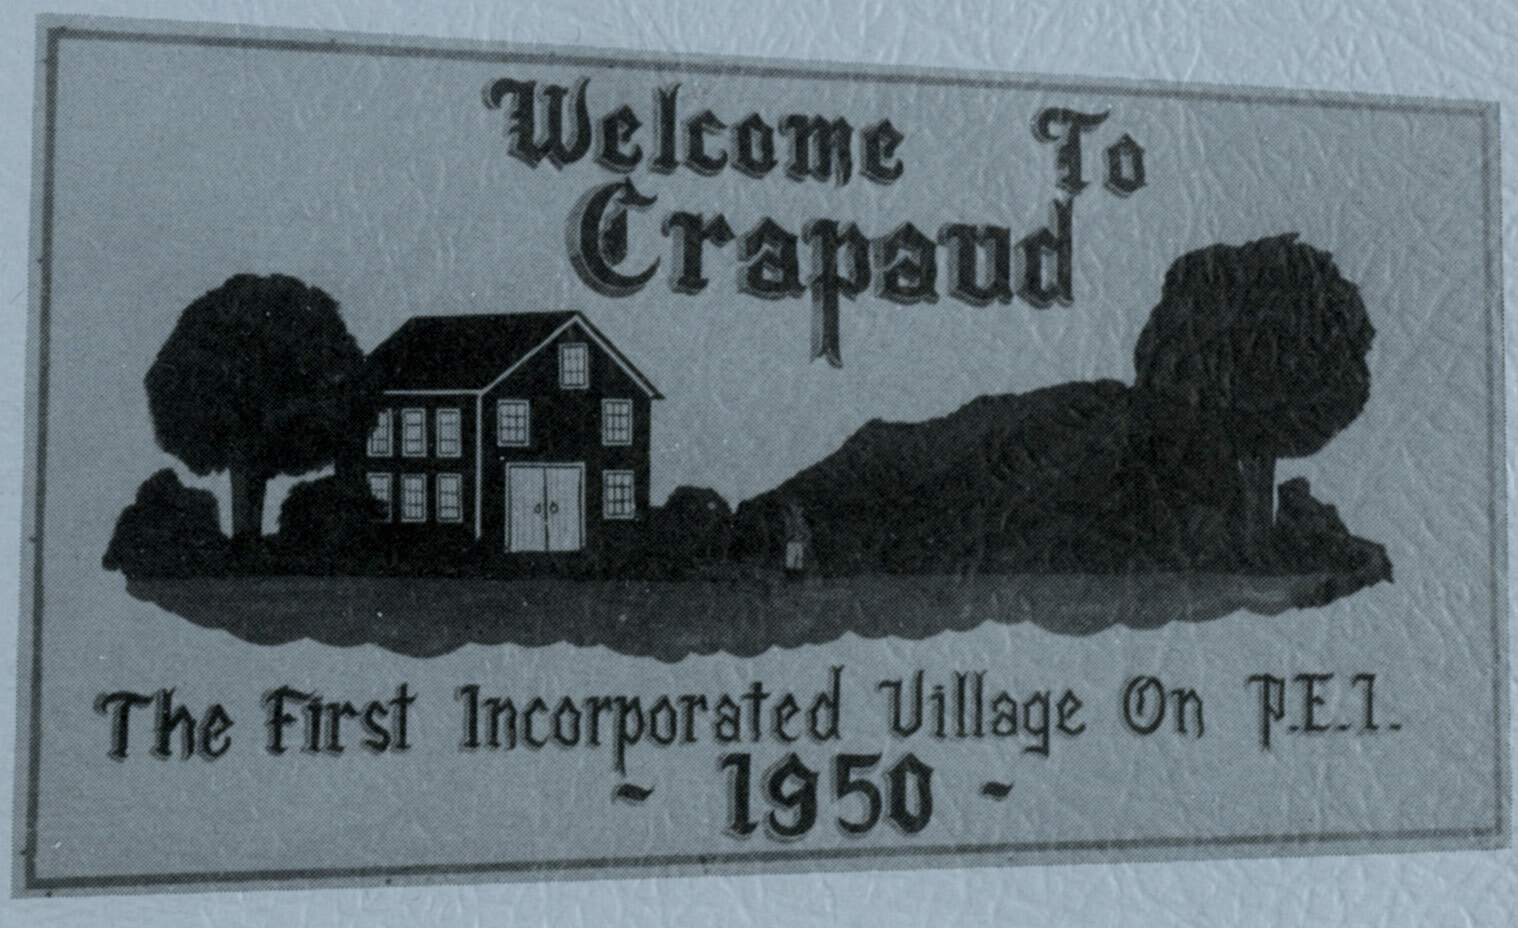 Welcome To
Crapaud
The First Incorporated Village On P.E.I.
~ 1950 ~